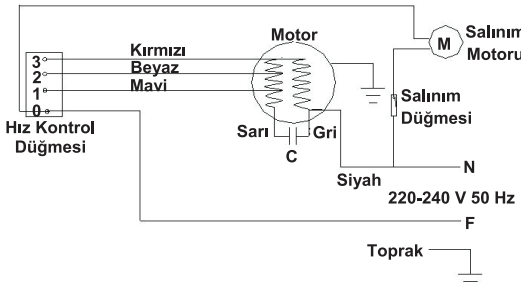 Motor
Salınım
Motoru
M
Kırmızı
Beyaz
Mavi
3
2
1
0
Hız Kontrol
Düğmesi
Sarı
Gri
C
Salınım
Düğmesi
Siyah
N
220-240 V 50 Hz
F
Toprak